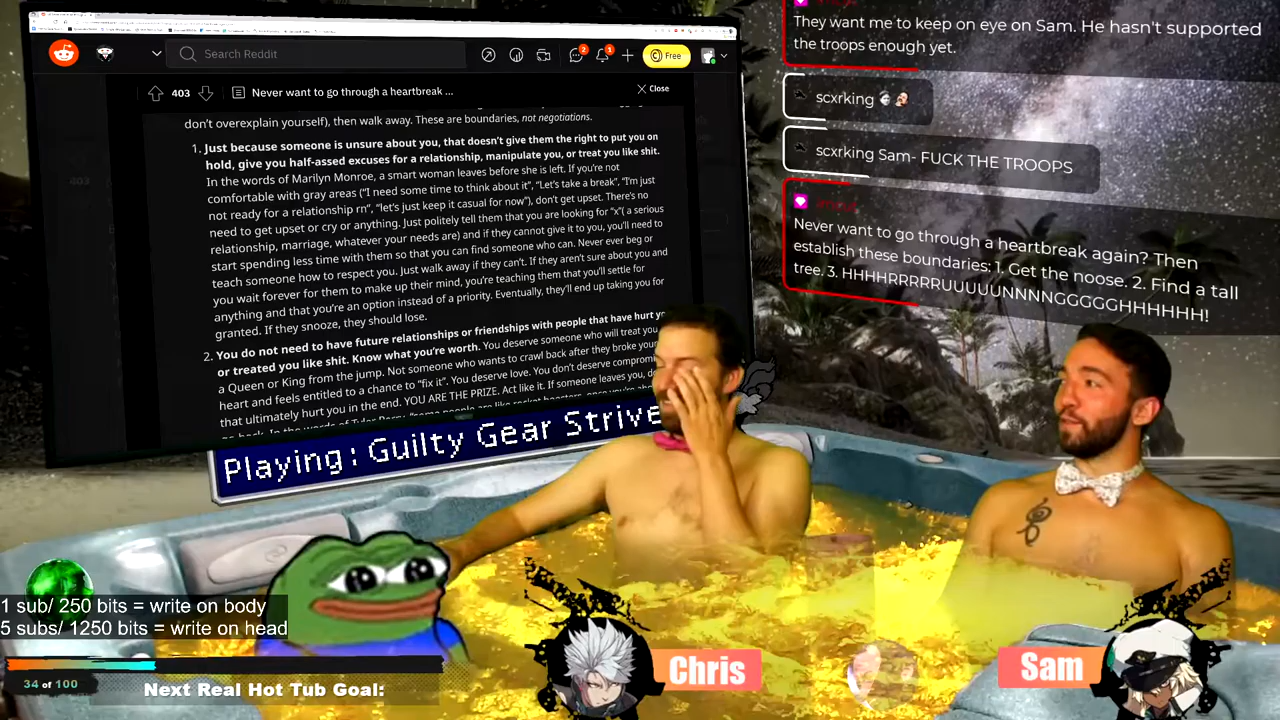 Search Reddit
2
1
Free
403
Never want to go through a heartbreak ...
Close
don't overexplain yourself), then walk away. These are boundaries, not negotiations.
1. Just because someone is unsure about you, that doesn't give them the right to put you on
hold, give you half-assed excuses for a relationship, manipulate you, or treat you like shit.
In the words of Marilyn Monroe, a smart woman leaves before she is left. If you're not
comfortable with gray areas ("I need some time to think about it", "Let's take a break", "I'm just
not ready for a relationship rn", "let's just keep it casual for now"), don't get upset. There's no
need to get upset or cry or anything. Just politely tell them that you are looking for "x"( a serious
relationship, marriage, whatever your needs are) and if they cannot give it to you, you'll need to
start spending less time with them so that you can find someone who can. Never ever beg or
teach someone how to respect you. Just walk away if they can't. If they aren't sure about you and
you wait forever for them to make up their mind, you're teaching them that you'll settle for
anything and that you're an option instead of a priority. Eventually, they'll end up taking you for
granted. If they snooze, they should lose.
2. You do not need to have future relationships or friendships with people that have hurt
or treated you like shit. Know what you're worth. You deserve someone who will treat you
a Queen or King from the jump. Not someone who wants to crawl back after they broke your
heart and feels entitled to a chance to "fix it". You deserve love. You don't deserve
that ultimately hurt you in the end. YOU ARE THE PRIZE. Act like it. If someone leaves you,
Playing: Guilty Gear Strive
They want me to keep on eye on Sam. He hasn't supported
the troops enough yet.
scxrking
scxrking Sam- FUCK THE TROOPS
Never want to go through a heartbreak again? Then
establish these boundaries: 1. Get the noose. 2. Find a tall
tree. 3. HHHHRRRRRUUUUUNNNNGGGGGHHHHHH!
1 sub/ 250 bits = write on body
5 subs/ 1250 bits = write on head
34 of 100
Next Real Hot Tub Goal:
Chris
Sam